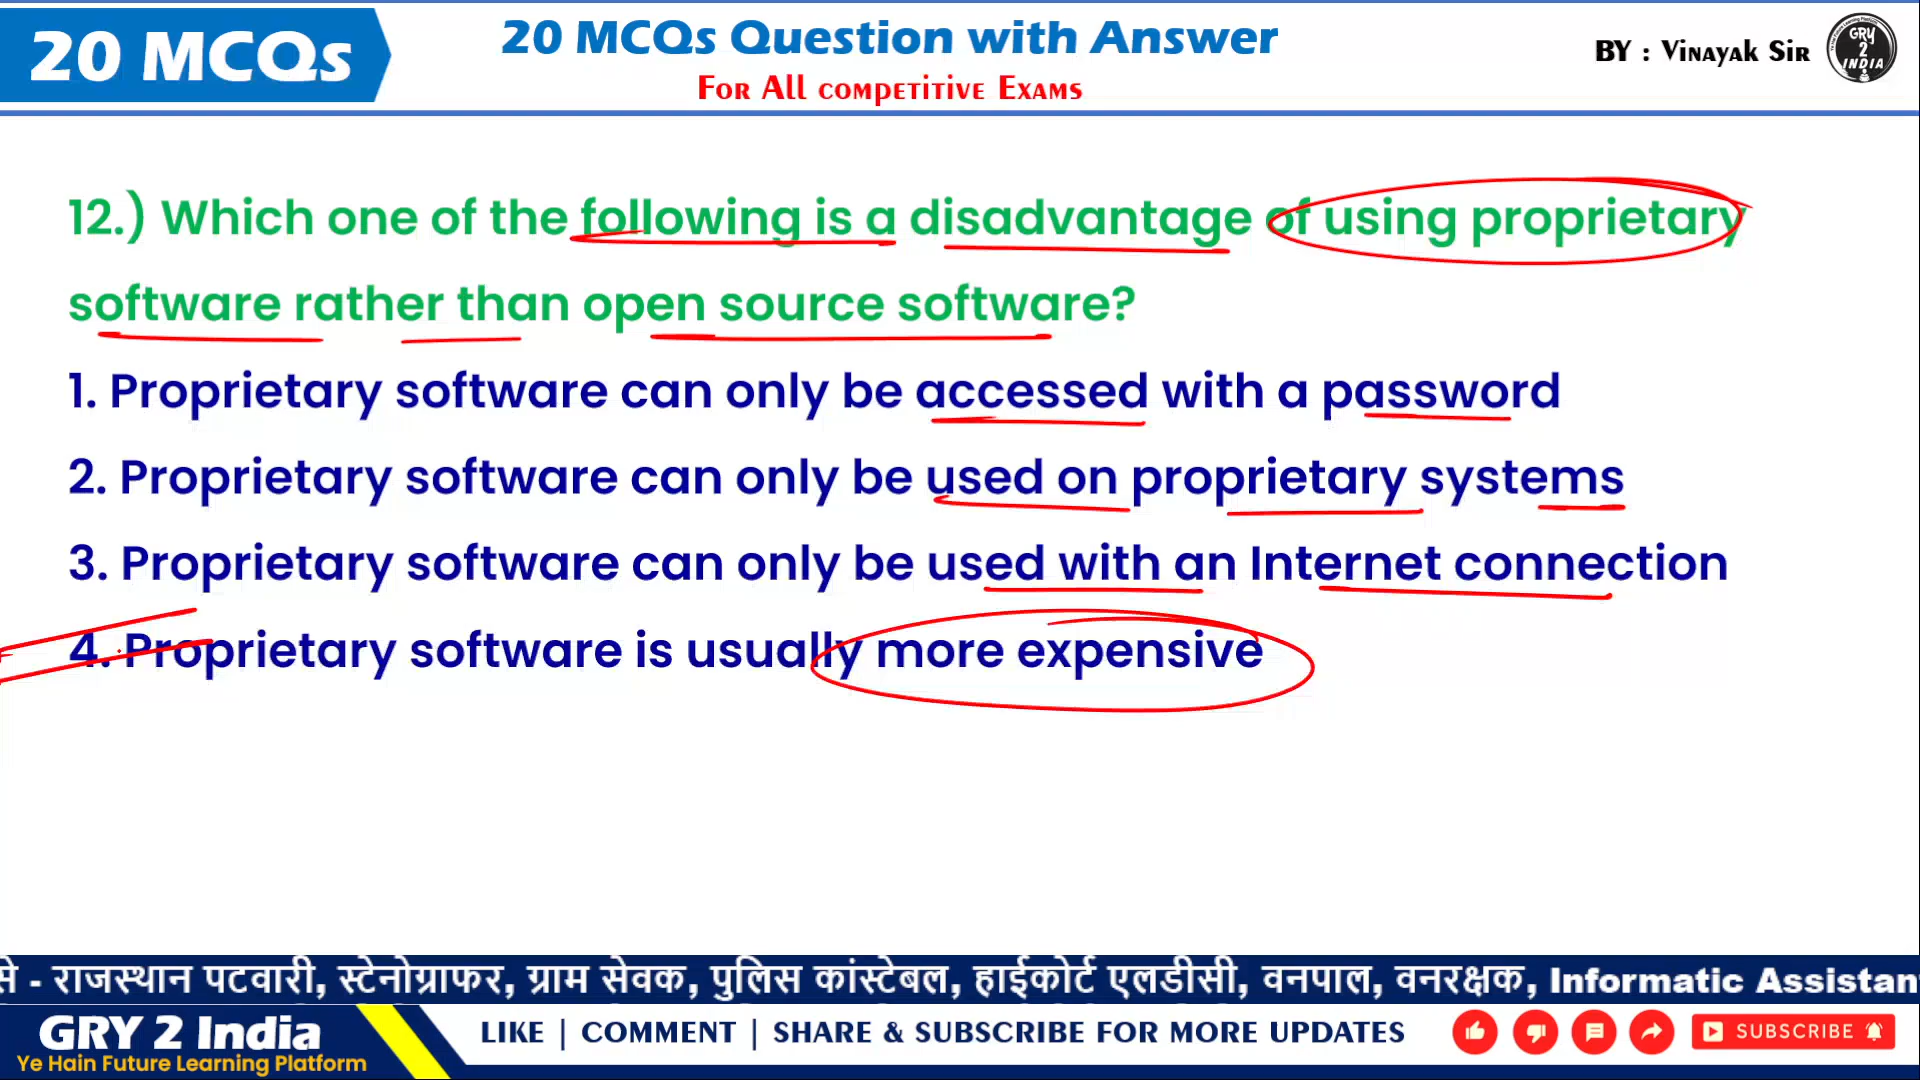 20 MCQs
20 MCQs Question with Answer
For All competitive Exams
BY : Vinayak Sir
GRY
2
INDIA
12.) Which one of the following is a disadvantage of using proprietary
software rather than open source software?
1. Proprietary software can only be accessed with a password
2. Proprietary software can only be used on proprietary systems
3. Proprietary software can only be used with an Internet connection
4. Proprietary software is usually more expensive
से - राजस्थान पटवारी, स्टेनोग्राफर, ग्राम सेवक, पुलिस कांस्टेबल, हाईकोर्ट एलडीसी, वनपाल, वनरक्षक, Informatic Assistan
GRY 2 India
Ye Hain Future Learning Platform
LIKE | COMMENT | SHARE & SUBSCRIBE FOR MORE UPDATES
SUBSCRIBE